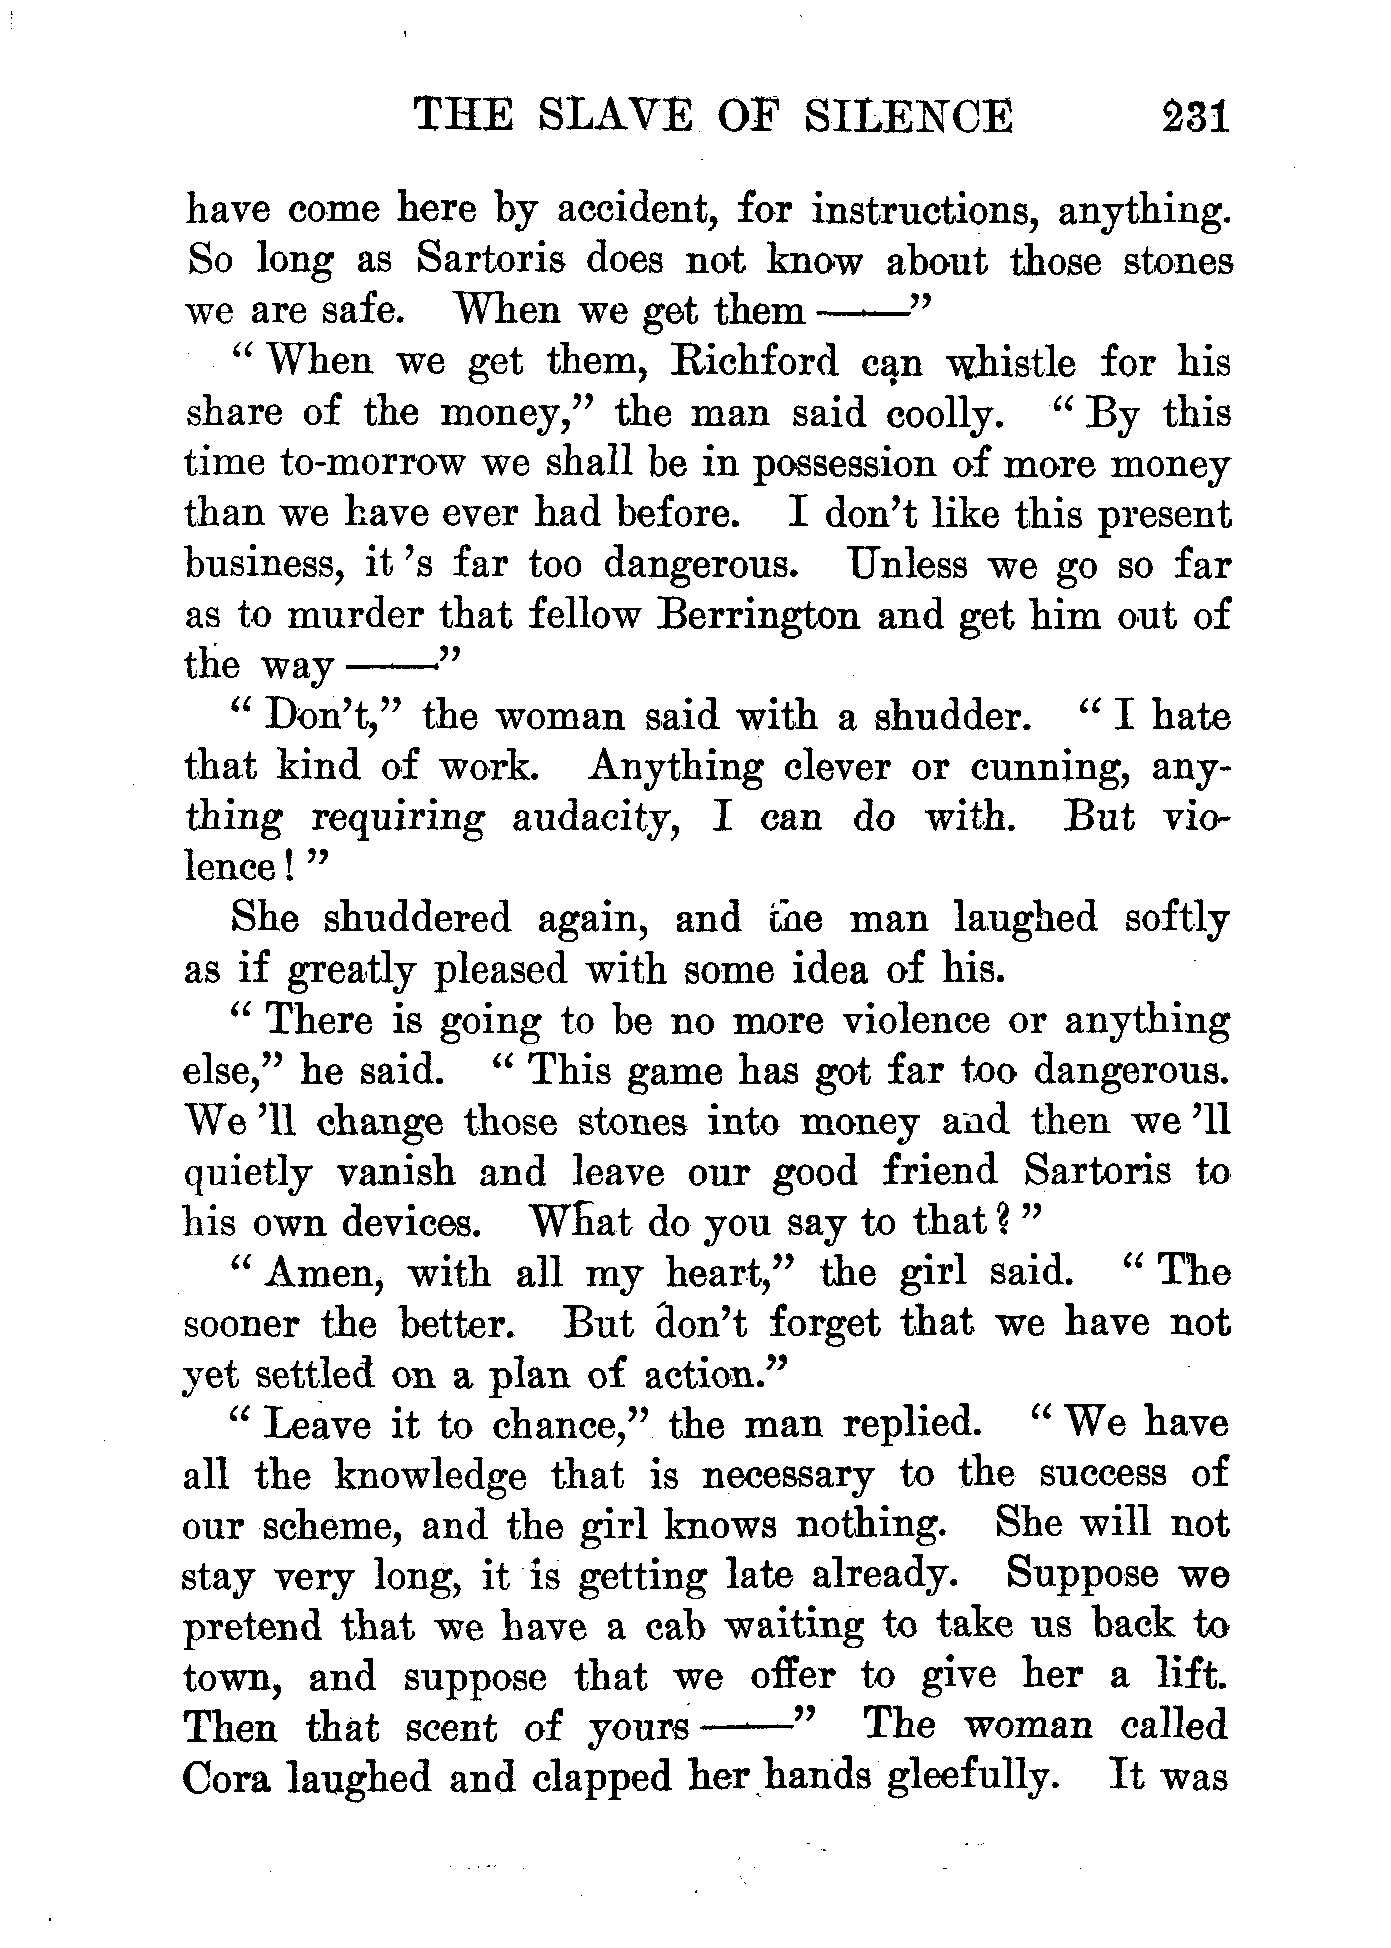 THE SLAVE OF SILENCE 231
have come here by accident, for instructions, anything.
So long as Sartoris does not know about those stones
we are safe. When we get them ——"
" When we get them, Richford can whistle for his
share of the money," the man said coolly. " By this
time to-morrow we shall be in possession of more money
than we have ever had before. I don't like this present
business, it 's far too dangerous. Unless we go so far
as to murder that fellow Berrington and get him out of
the way ——"
" Don't," the woman said with a shudder. " I hate
that kind of work. Anything clever or cunning, any-
thing requiring audacity, I can do with. But vio-
lence! "
She shuddered again, and the man laughed softly
as if greatly pleased with some idea of his.
" There is going to be no more violence or anything
else," he said. " This game has got far too dangerous.
We 'll change those stones into money and then we 'll
quietly vanish and leave our good friend Sartoris to
his own devices. What do you say to that? "
" Amen, with all my heart," the girl said. " The
sooner the better. But don't forget that we have not
yet settled on a plan of action."
" Leave it to chance," the man replied. " We have
all the knowledge that is necessary to the success of
our scheme, and the girl knows nothing. She will not
stay very long, it is getting late already. Suppose we
pretend that we have a cab waiting to take us back to
town, and suppose that we offer to give her a lift.
Then that scent of yours ——" The woman called
Cora laughed and clapped her hands gleefully. It was